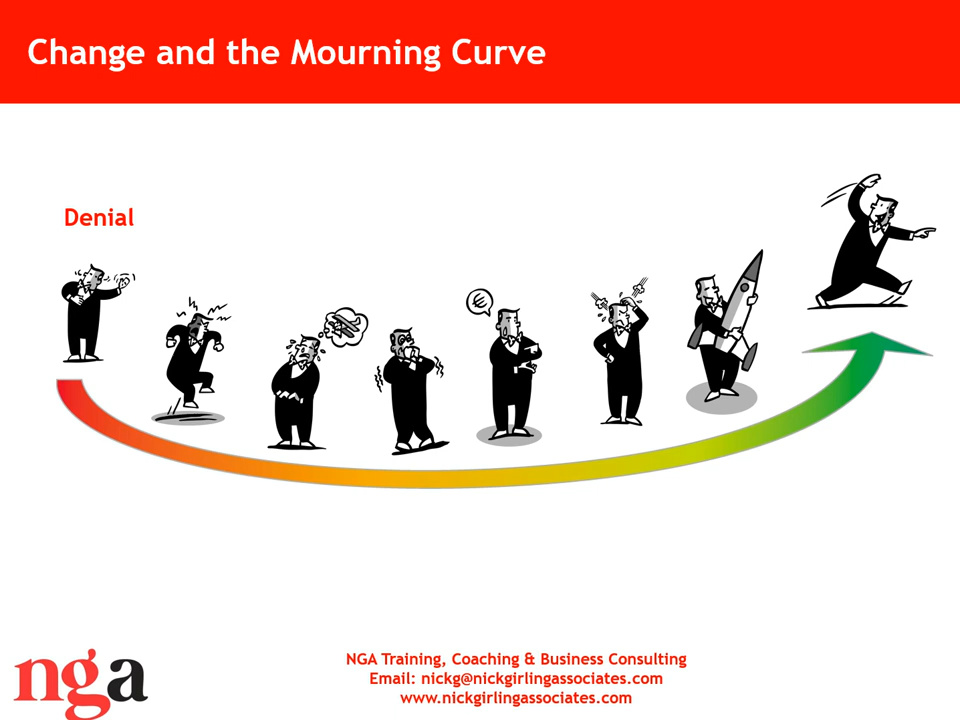 Change and the Mourning Curve
Denial
€
nga
NGA Training, Coaching & Business Consulting
Email: nickg@nickgirlingassociates.com
www.nickgirlingassociates.com